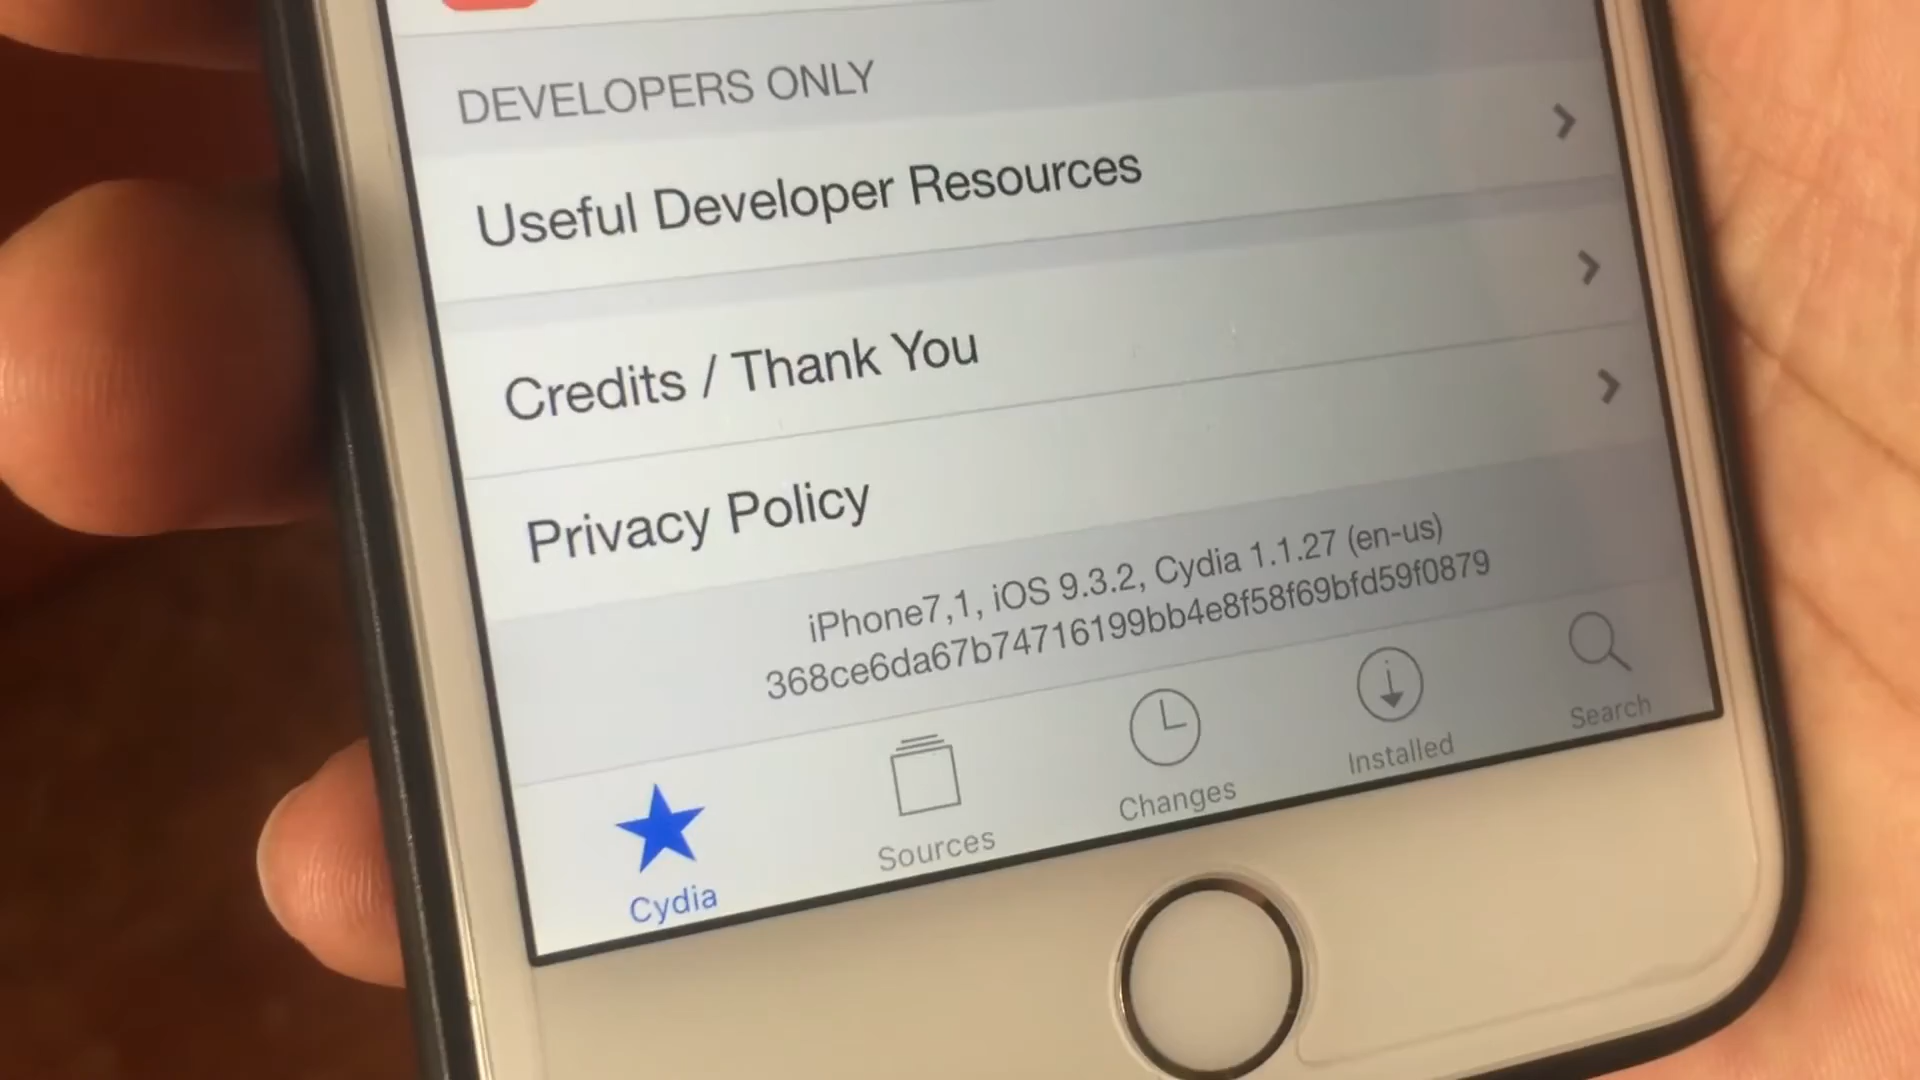 DEVELOPERS ONLY
Useful Developer Resources
Credits / Thank You
Privacy Policy
iPhone7,1, iOS 9.3.2, Cydia 1.1.27 (en-us)
368ce6da67b74716199bb4e8f58f69bfd59f0879
Cydia
Sources
Changes
Installed
Search